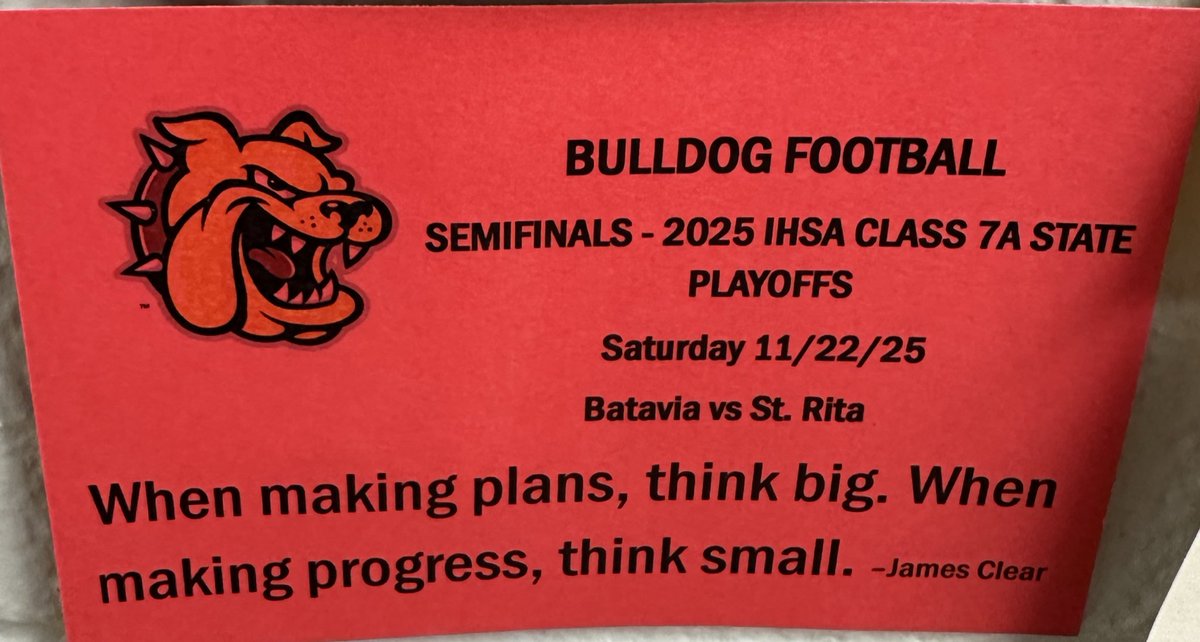 BULLDOG FOOTBALL
SEMIFINALS - 2025 IHSA CLASS 7A STATE
PLAYOFFS
Saturday 11/22/25
Batavia vs St. Rita
™
When making plans, think big. When
making progress, think small. –James Clear